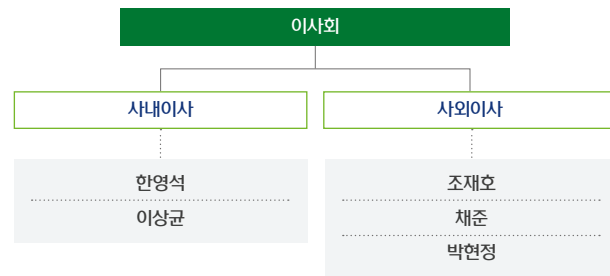 이사회
사내이사
사외이사
한영석
이상균
조재호
채준
박현정